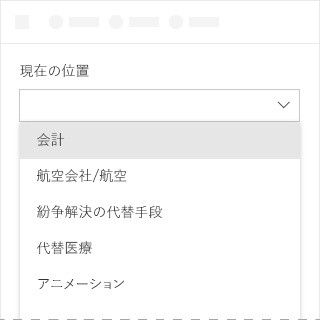 現在の位置
会計
航空会社/航空
紛争解決の代替手段
代替医療
アニメーション